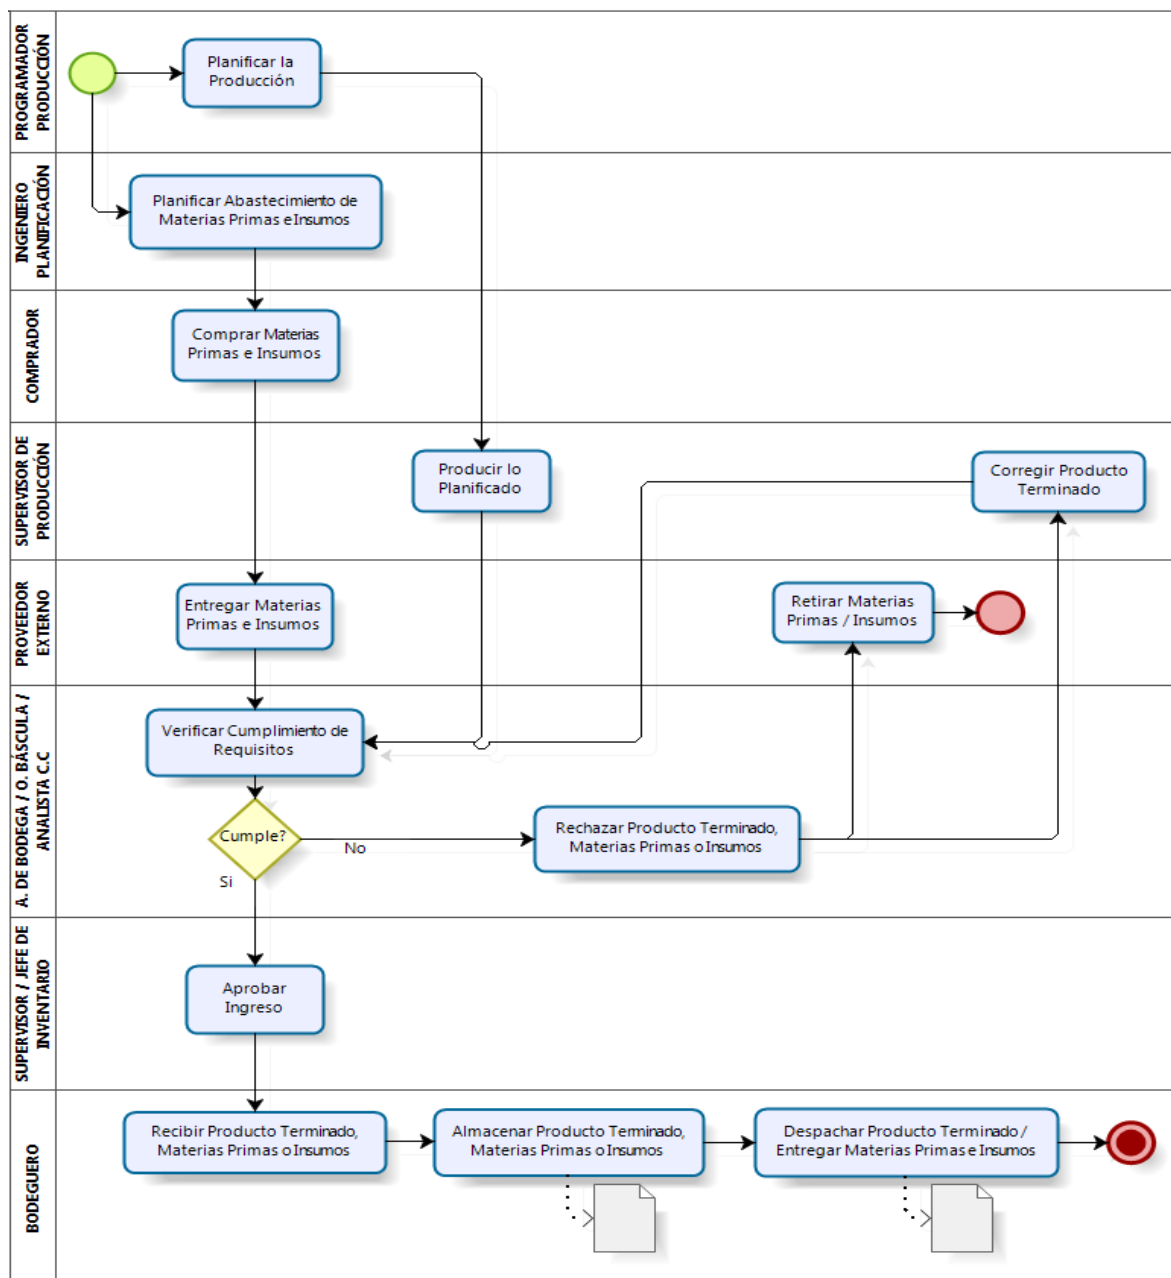 PROGRAMADOR
PRODUCCIÓN
Planificar la
Producción
INGENIERO
PLANIFICACIÓN
Planificar Abastecimiento de
Materias Primas e Insumos
COMPRADOR
Comprar Materias
Primas e Insumos
SUPERVISOR DE
PRODUCCIÓN
Producir lo
Planificado
Corregir Producto
Terminado
PROVEEDOR
EXTERNO
Entregar Materias
Primas e Insumos
Retirar Materias
Primas / Insumos
A. DE BODEGA / O. BÁSCULA /
ANALISTA C.C
Verificar Cumplimiento de
Requisitos
Cumple?
No
Si
Rechazar Producto Terminado,
Materias Primas o Insumos
SUPERVISOR / JEFE DE
INVENTARIO
Aprobar
Ingreso
BODEGUERO
Recibir Producto Terminado,
Materias Primas o Insumos
Almacenar Producto Terminado,
Materias Primas o Insumos
Despachar Producto Terminado /
Entregar Materias Primas e Insumos